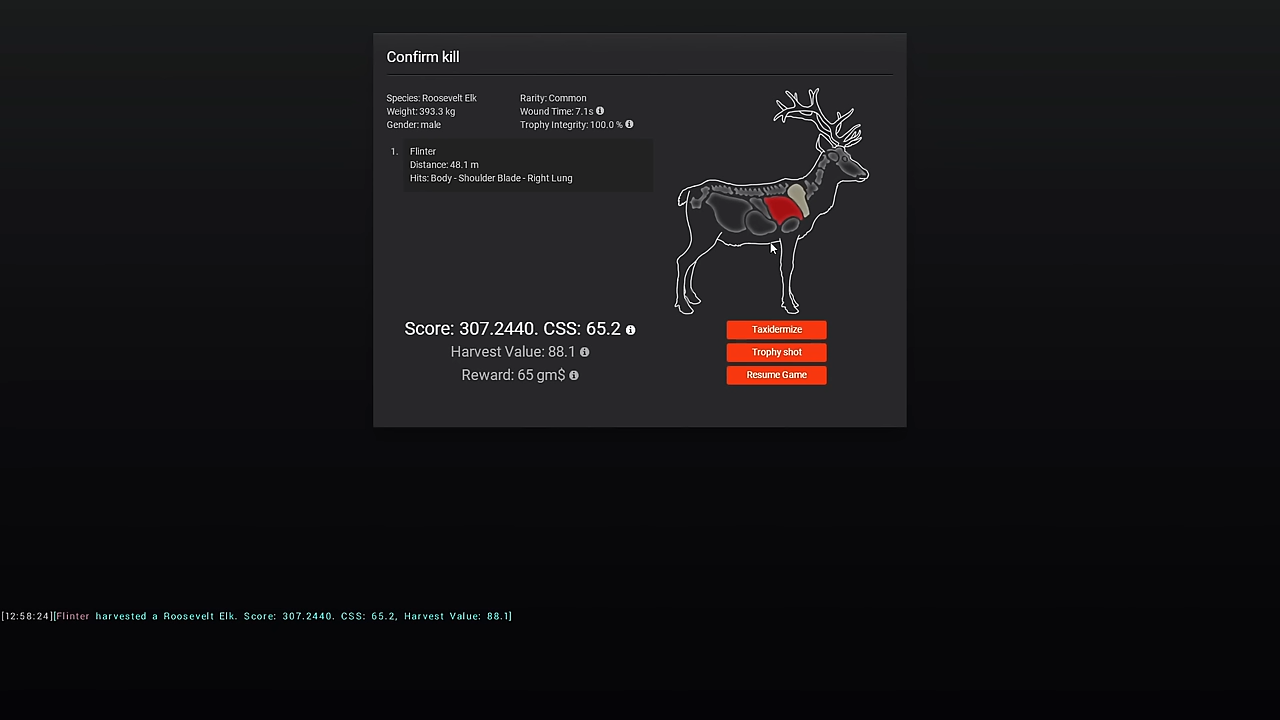 Confirm kill
Species: Roosevelt Elk
Weight: 393.3 kg
Gender: male
Rarity: Common
Wound Time: 7.1s
Trophy Integrity: 100.0 %
1. Flinter
Distance: 48.1 m
Hits: Body - Shoulder Blade - Right Lung
Score: 307.2440. CSS: 65.2
Harvest Value: 88.1
Reward: 65 gm$
Taxidermize
Trophy shot
Resume Game
[12:58:24][Flinter harvested a Roosevelt Elk. Score: 307.2440. CSS: 65.2, Harvest Value: 88.1]